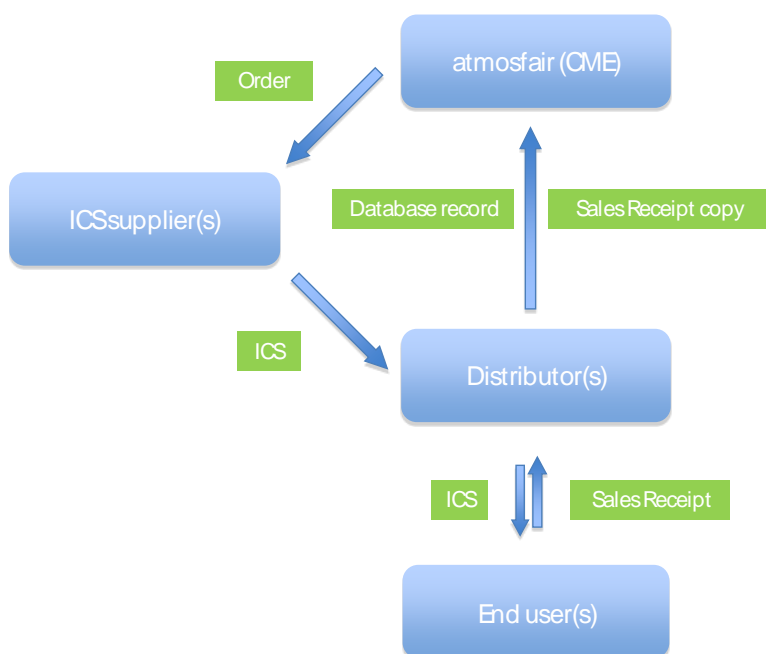 atmosfair (CME)
Order
ICSsupplier(s)
Database record
Sales Receipt copy
ICS
Distributor(s)
ICS
Sales Receipt
End user(s)